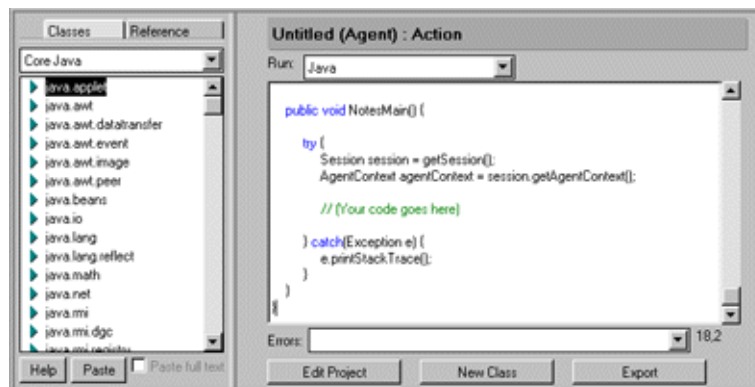 Classes
Reference
Core Java
java.applet
java.awt
java.awt.datatransfer
java.awt.event
java.awt.image
java.awt.peer
java.beans
java.io
java.lang
java.lang.reflect
java.math
java.net
java.rmi
java.rmi.dgc
java.rmi.registry
Help
Paste
Paste full text
Untitled (Agent) : Action
Run:
Java
public void NotesMain() {
try {
Session session = getSession();
AgentContext agentContext = session.getAgentContext();
// (Your code goes here)
} catch(Exception e) {
e.printStackTrace();
}
}
}
Errors:
18,2
Edit Project
New Class
Export